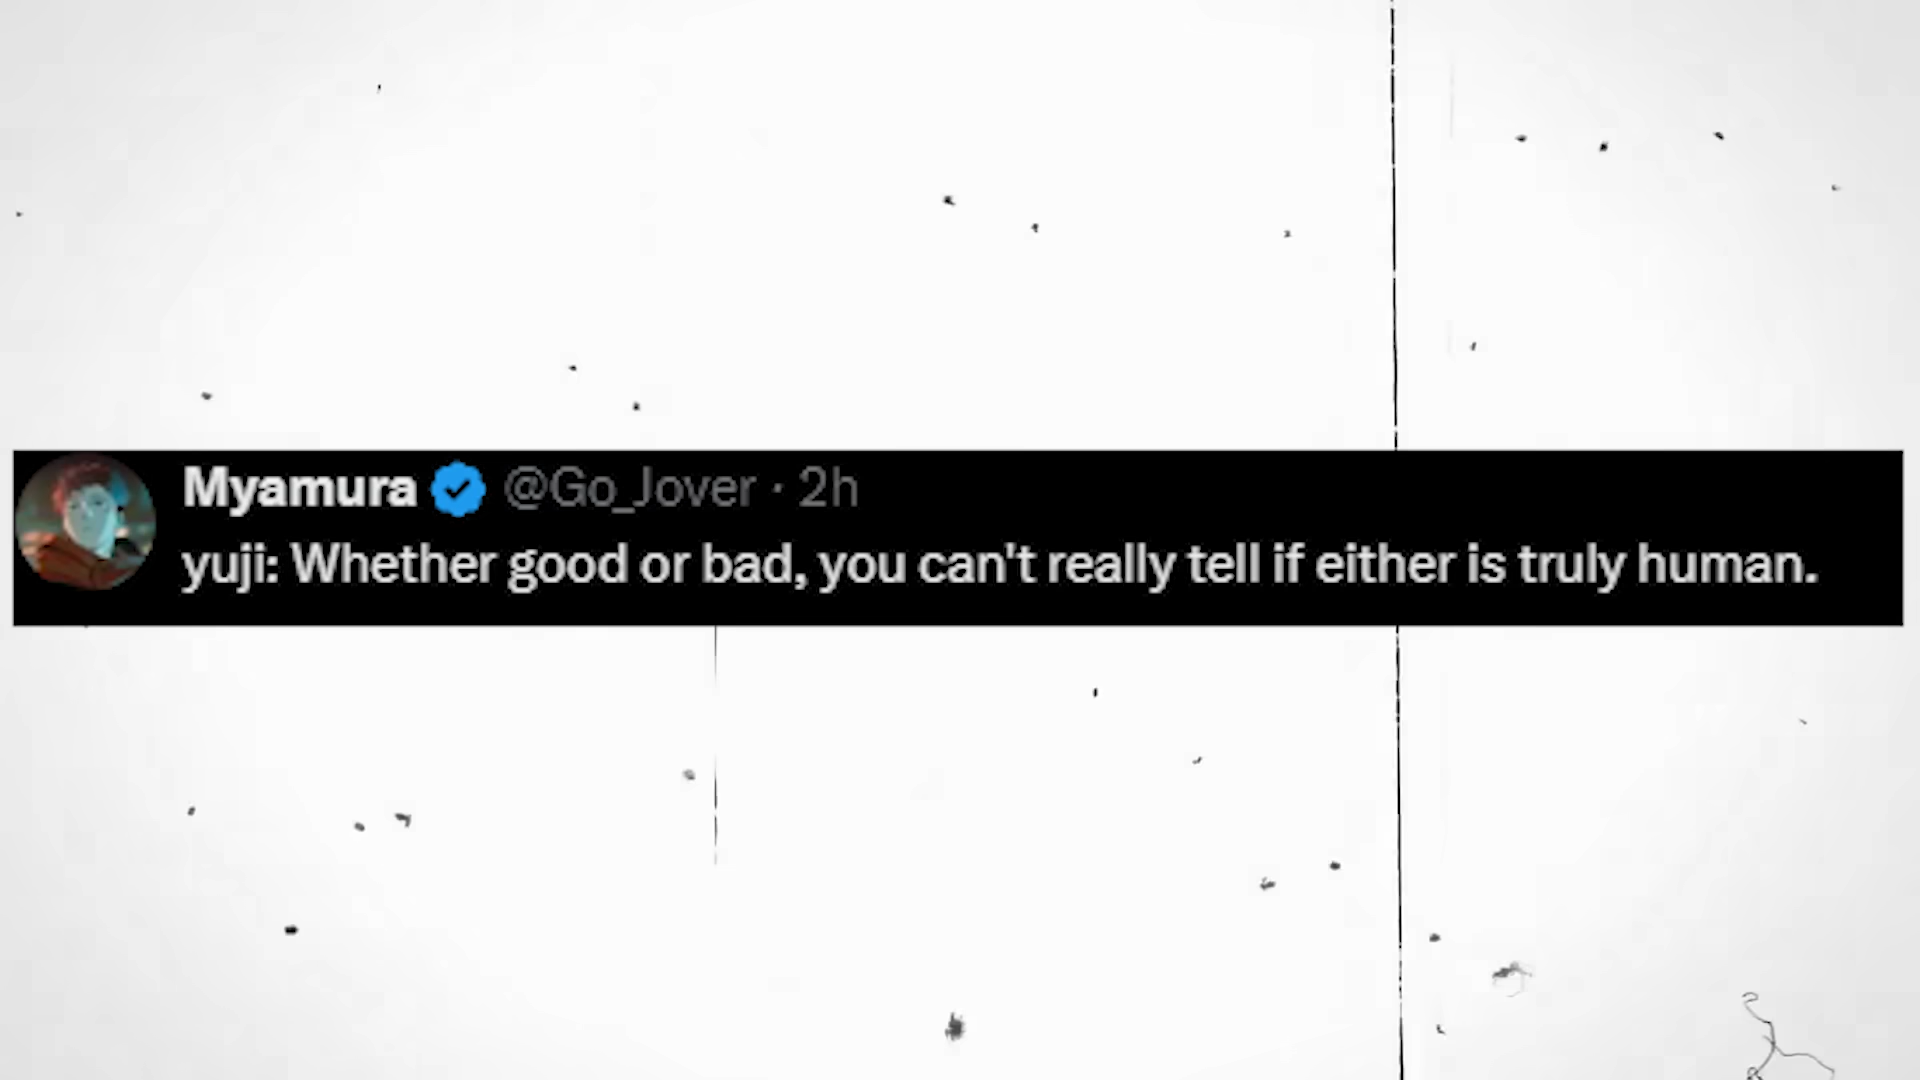 Myamura @Go_Jover · 2h
yuji: Whether good or bad, you can't really tell if either is truly human.